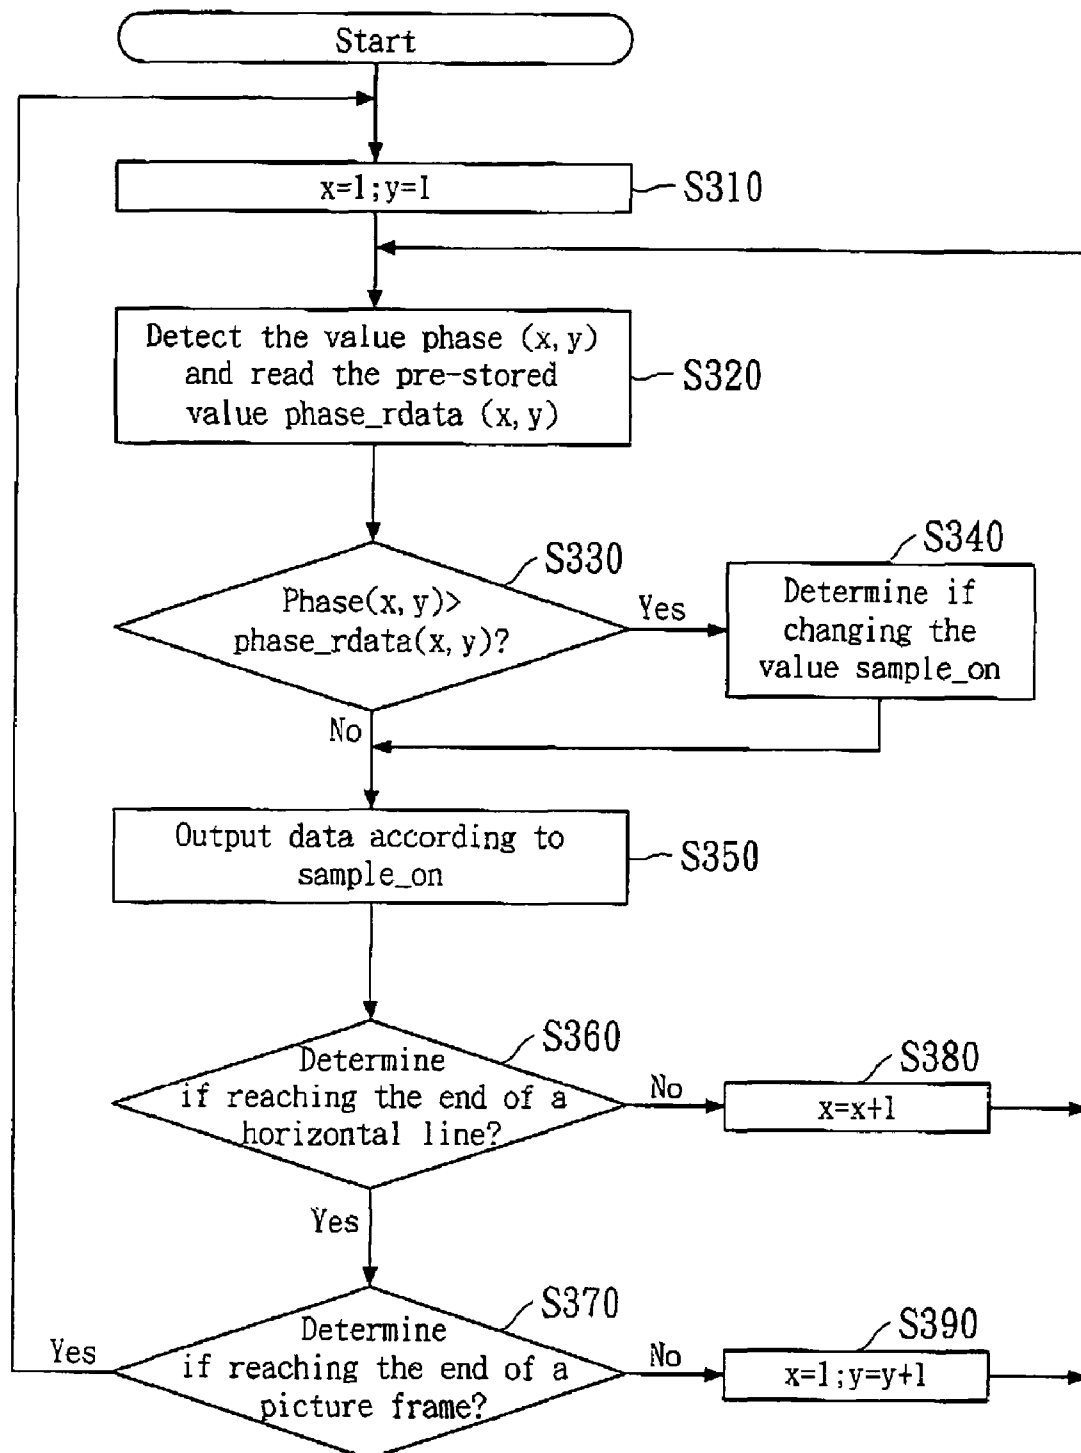 Start
x=1;y=1
S310
Detect the value phase (x,y)
and read the pre-stored
value phase_rdata (x,y)
S320
S330
Phase(x,y)>
phase_rdata(x,y)?
Yes
No
S340
Determine if
changing the
value sample_on
Output data according to
sample_on
S350
S360
Determine
if reaching the end of a
horizontal line?
No
Yes
S380
x=x+1
S370
Determine
if reaching the end of a
picture frame?
Yes
No
S390
x=1;y=y+1